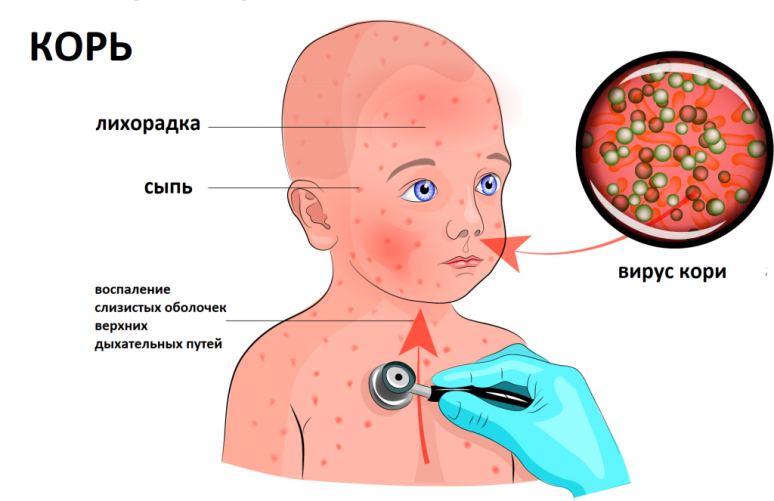 КОРЬ
лихорадка
сыпь
воспаление
слизистых оболочек
верхних
дыхательных путей
вирус кори